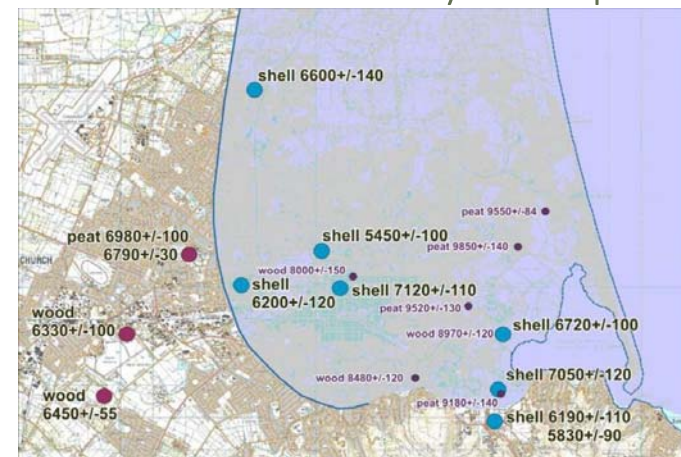 shell 6600+/-140
peat 9550+/-84
peat 6980+/-100
6790+/-30
shell 5450+/-100
peat 9850+/-140
CHURCH
wood 8000+/-150
shell
6200+/-120
shell 7120+/-110
peat 9520+/-130
wood
6330+/-100
wood 8970+/-120
shell 6720+/-100
wood 8480+/-120
shell 7050+/-120
wood
6450+/-55
peat 9180+/-140
shell 6190+/-110
5830+/-90